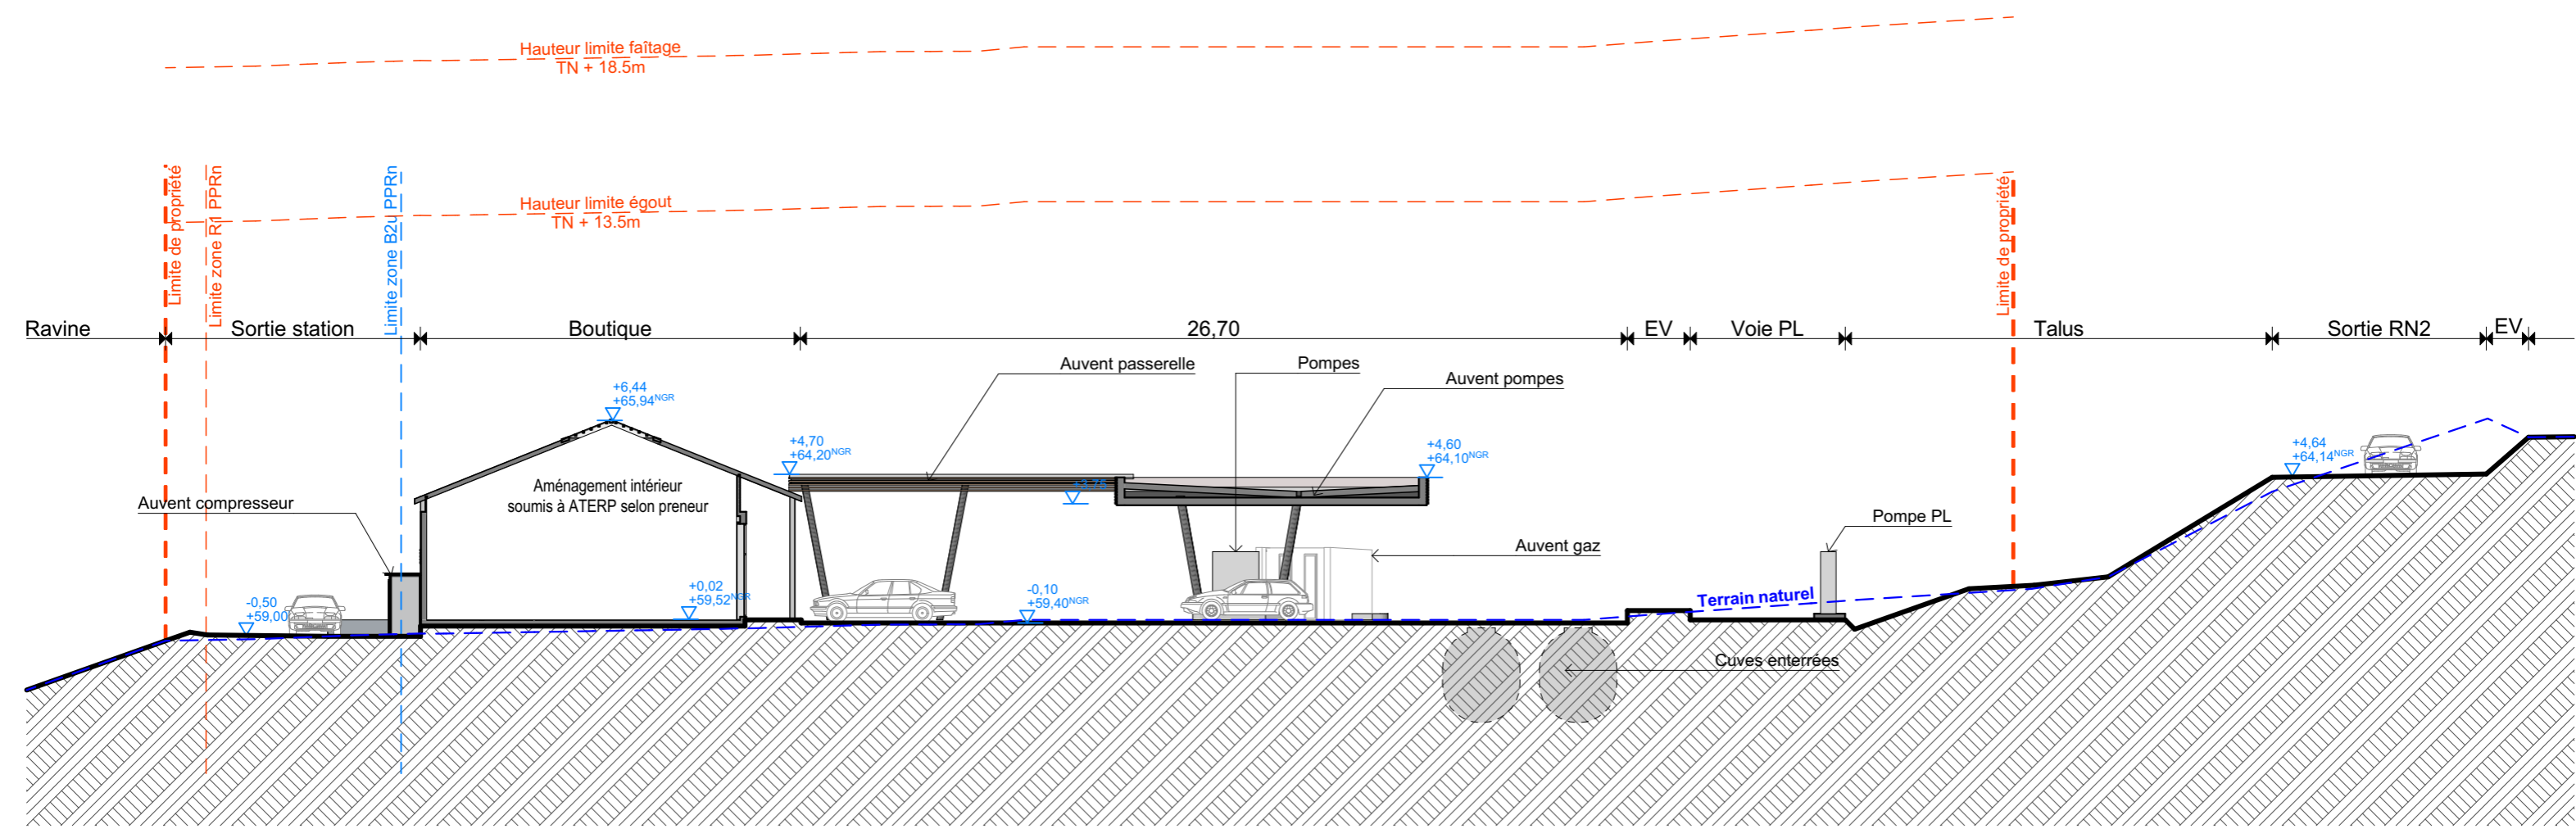 Hauteur limite faîtage
TN + 18.5m
Limite de propriété
Limite zone R1 PPRn
Limite zone B2u PPRn
Hauteur limite égout
TN + 13.5m
Limite de propriété
Ravine
Sortie station
Boutique
26,70
EV
Voie PL
Talus
Sortie RN2
EV
Auvent passerelle
Pompes
Auvent pompes
+6,44
+65,94NGR
+4,70
+64,20NGR
+4,60
+64,10NGR
+4,64
+64,14NGR
+3,75
Aménagement intérieur
soumis à ATERP selon preneur
Auvent compresseur
Pompe PL
Auvent gaz
+0,02
+59,52NGR
-0,10
+59,40NGR
-0,50
+59,00
Terrain naturel
Cuves enterrées